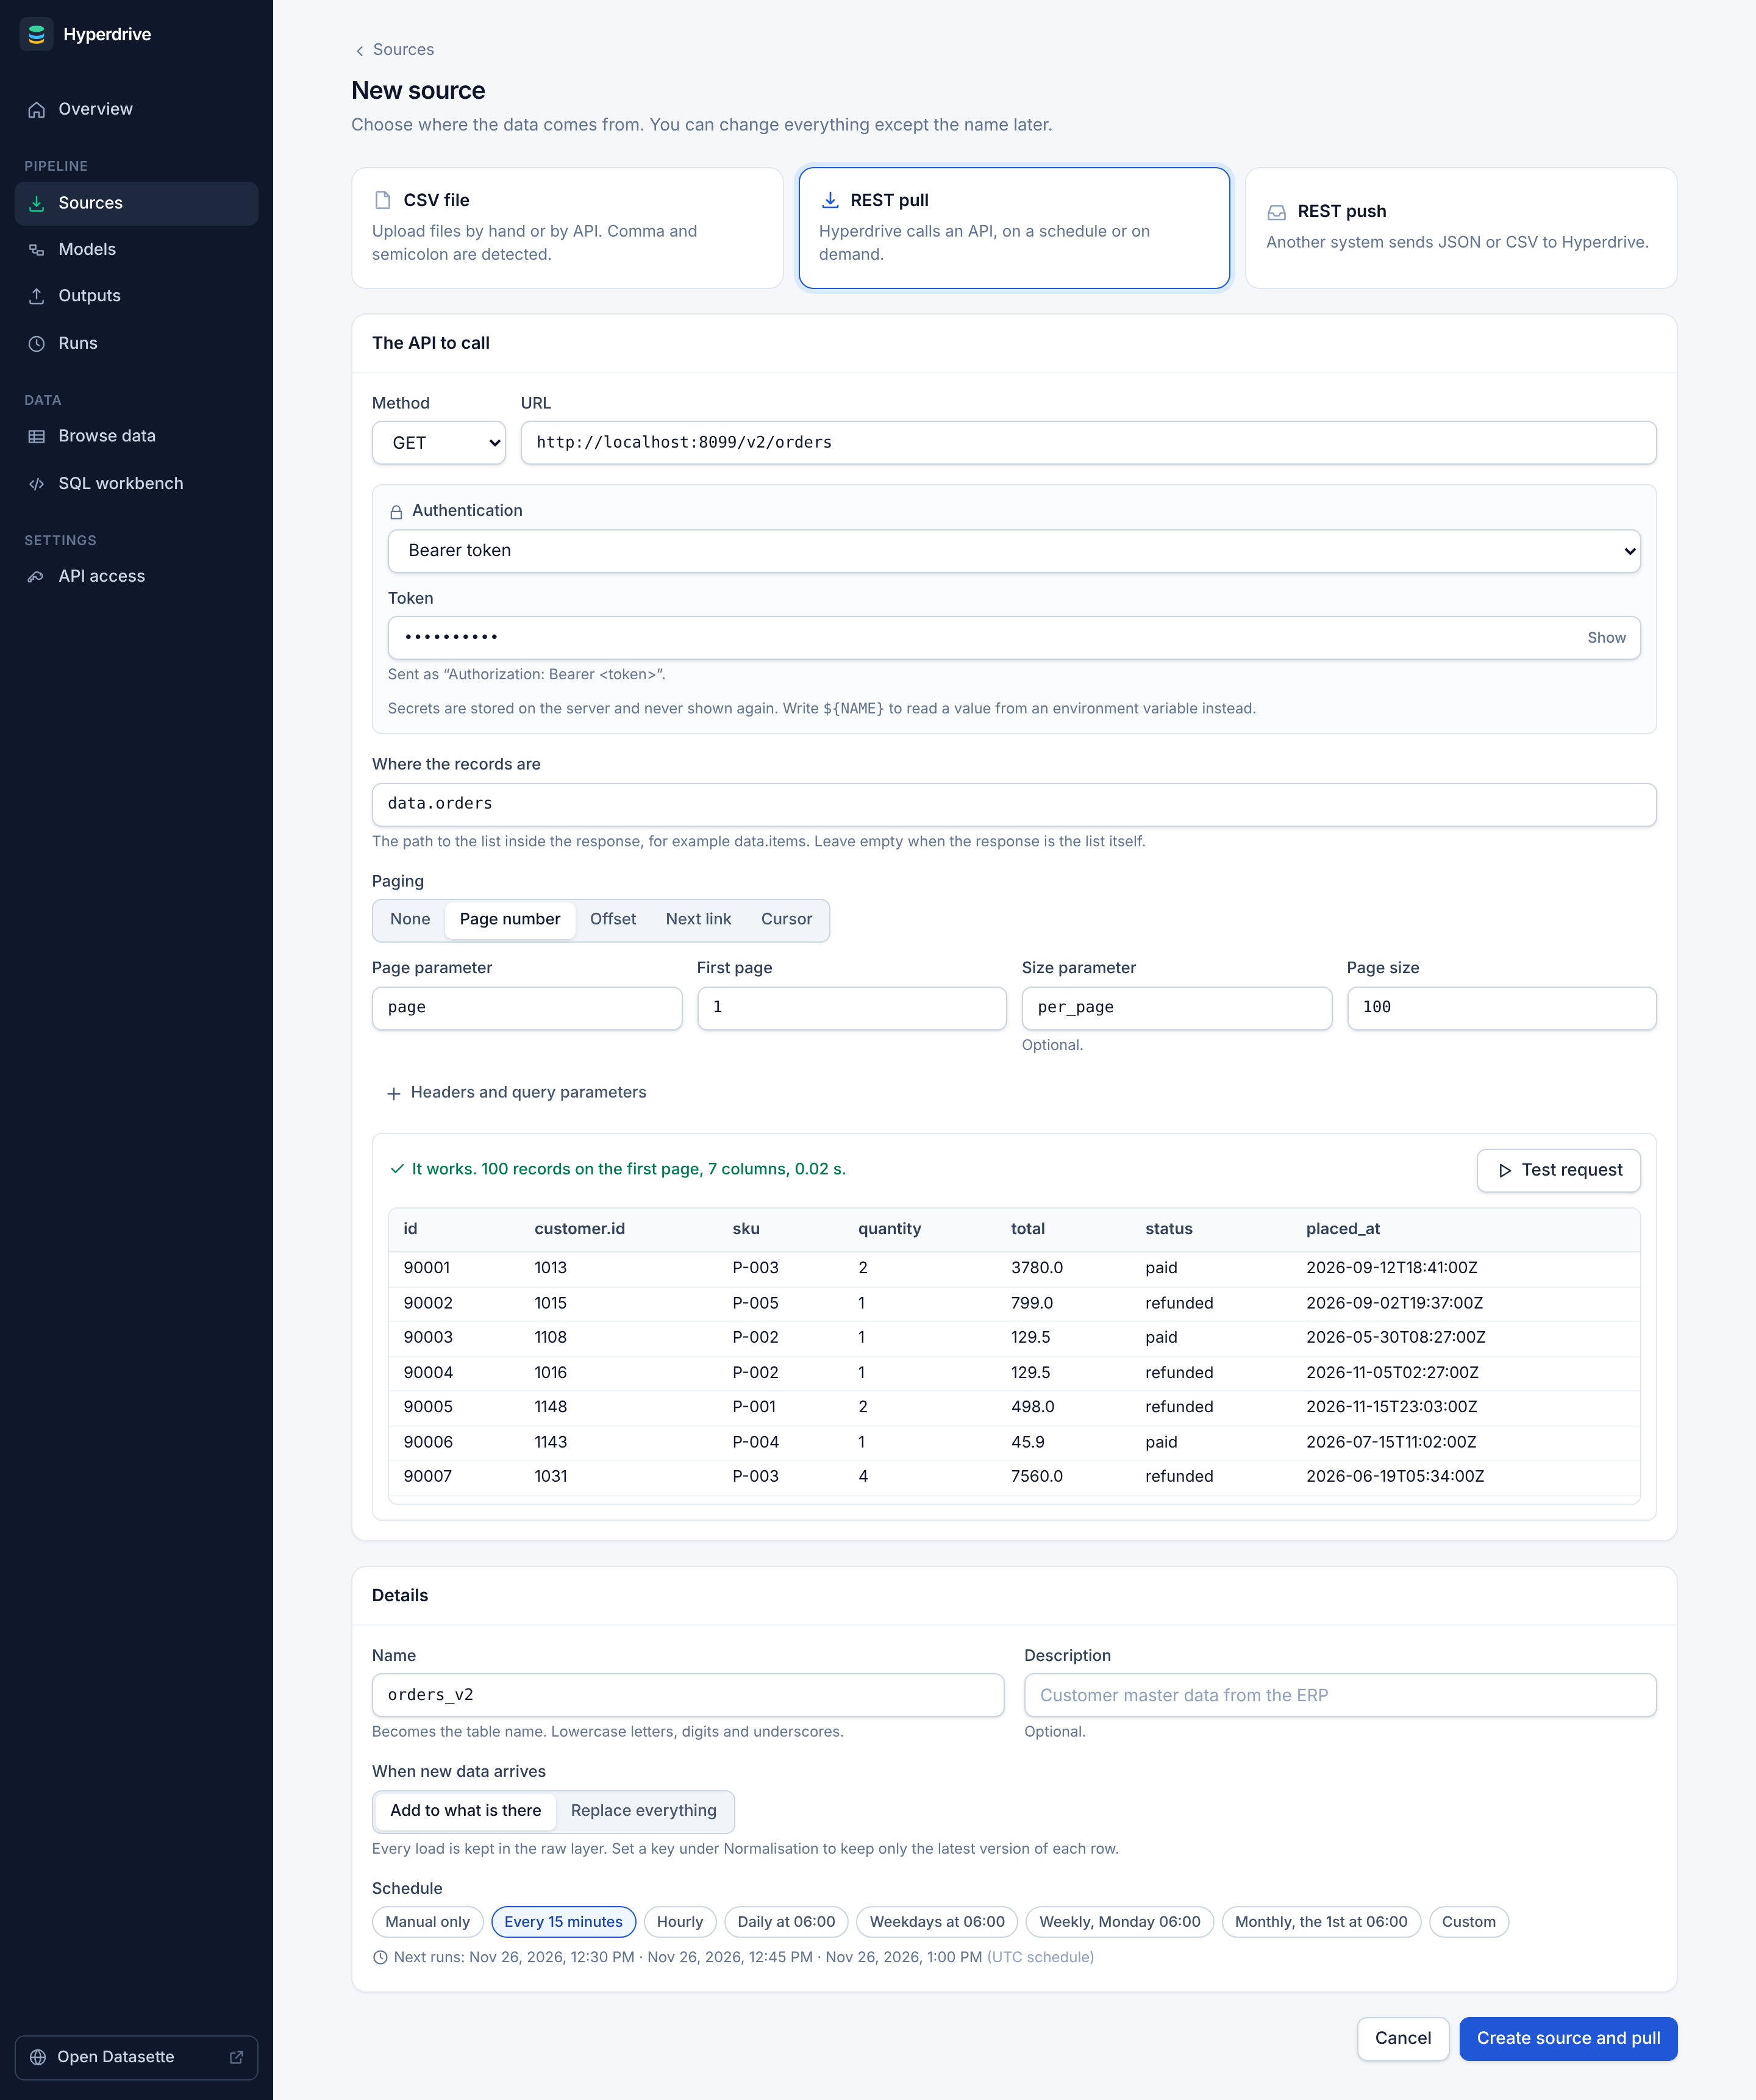 Hyperdrive
Overview
PIPELINE
Sources
Models
Outputs
Runs
DATA
Browse data
SQL workbench
SETTINGS
API access
Open Datasette
Sources
New source
Choose where the data comes from. You can change everything except the name later.
CSV file
Upload files by hand or by API. Comma and
semicolon are detected.
REST pull
Hyperdrive calls an API, on a schedule or on
demand.
REST push
Another system sends JSON or CSV to Hyperdrive.
The API to call
Method URL
GET http://localhost:8099/v2/orders
Authentication
Bearer token
Token
•••••••••• Show
Sent as “Authorization: Bearer <token>”.
Secrets are stored on the server and never shown again. Write ${NAME} to read a value from an environment variable instead.
Where the records are
data.orders
The path to the list inside the response, for example data.items. Leave empty when the response is the list itself.
Paging
None Page number Offset Next link Cursor
Page parameter First page Size parameter Page size
page 1 per_page 100
Optional.
Headers and query parameters
It works. 100 records on the first page, 7 columns, 0.02 s. Test request
id customer.id sku quantity total status placed_at
90001 1013 P-003 2 3780.0 paid 2026-09-12T18:41:00Z
90002 1015 P-005 1 799.0 refunded 2026-09-02T19:37:00Z
90003 1108 P-002 1 129.5 paid 2026-05-30T08:27:00Z
90004 1016 P-002 1 129.5 refunded 2026-11-05T02:27:00Z
90005 1148 P-001 2 498.0 refunded 2026-11-15T23:03:00Z
90006 1143 P-004 1 45.9 paid 2026-07-15T11:02:00Z
90007 1031 P-003 4 7560.0 refunded 2026-06-19T05:34:00Z
Details
Name Description
orders_v2 Customer master data from the ERP
Becomes the table name. Lowercase letters, digits and underscores. Optional.
When new data arrives
Add to what is there Replace everything
Every load is kept in the raw layer. Set a key under Normalisation to keep only the latest version of each row.
Schedule
Manual only Every 15 minutes Hourly Daily at 06:00 Weekdays at 06:00 Weekly, Monday 06:00 Monthly, the 1st at 06:00 Custom
Next runs: Nov 26, 2026, 12:30 PM · Nov 26, 2026, 12:45 PM · Nov 26, 2026, 1:00 PM (UTC schedule)
Cancel Create source and pull